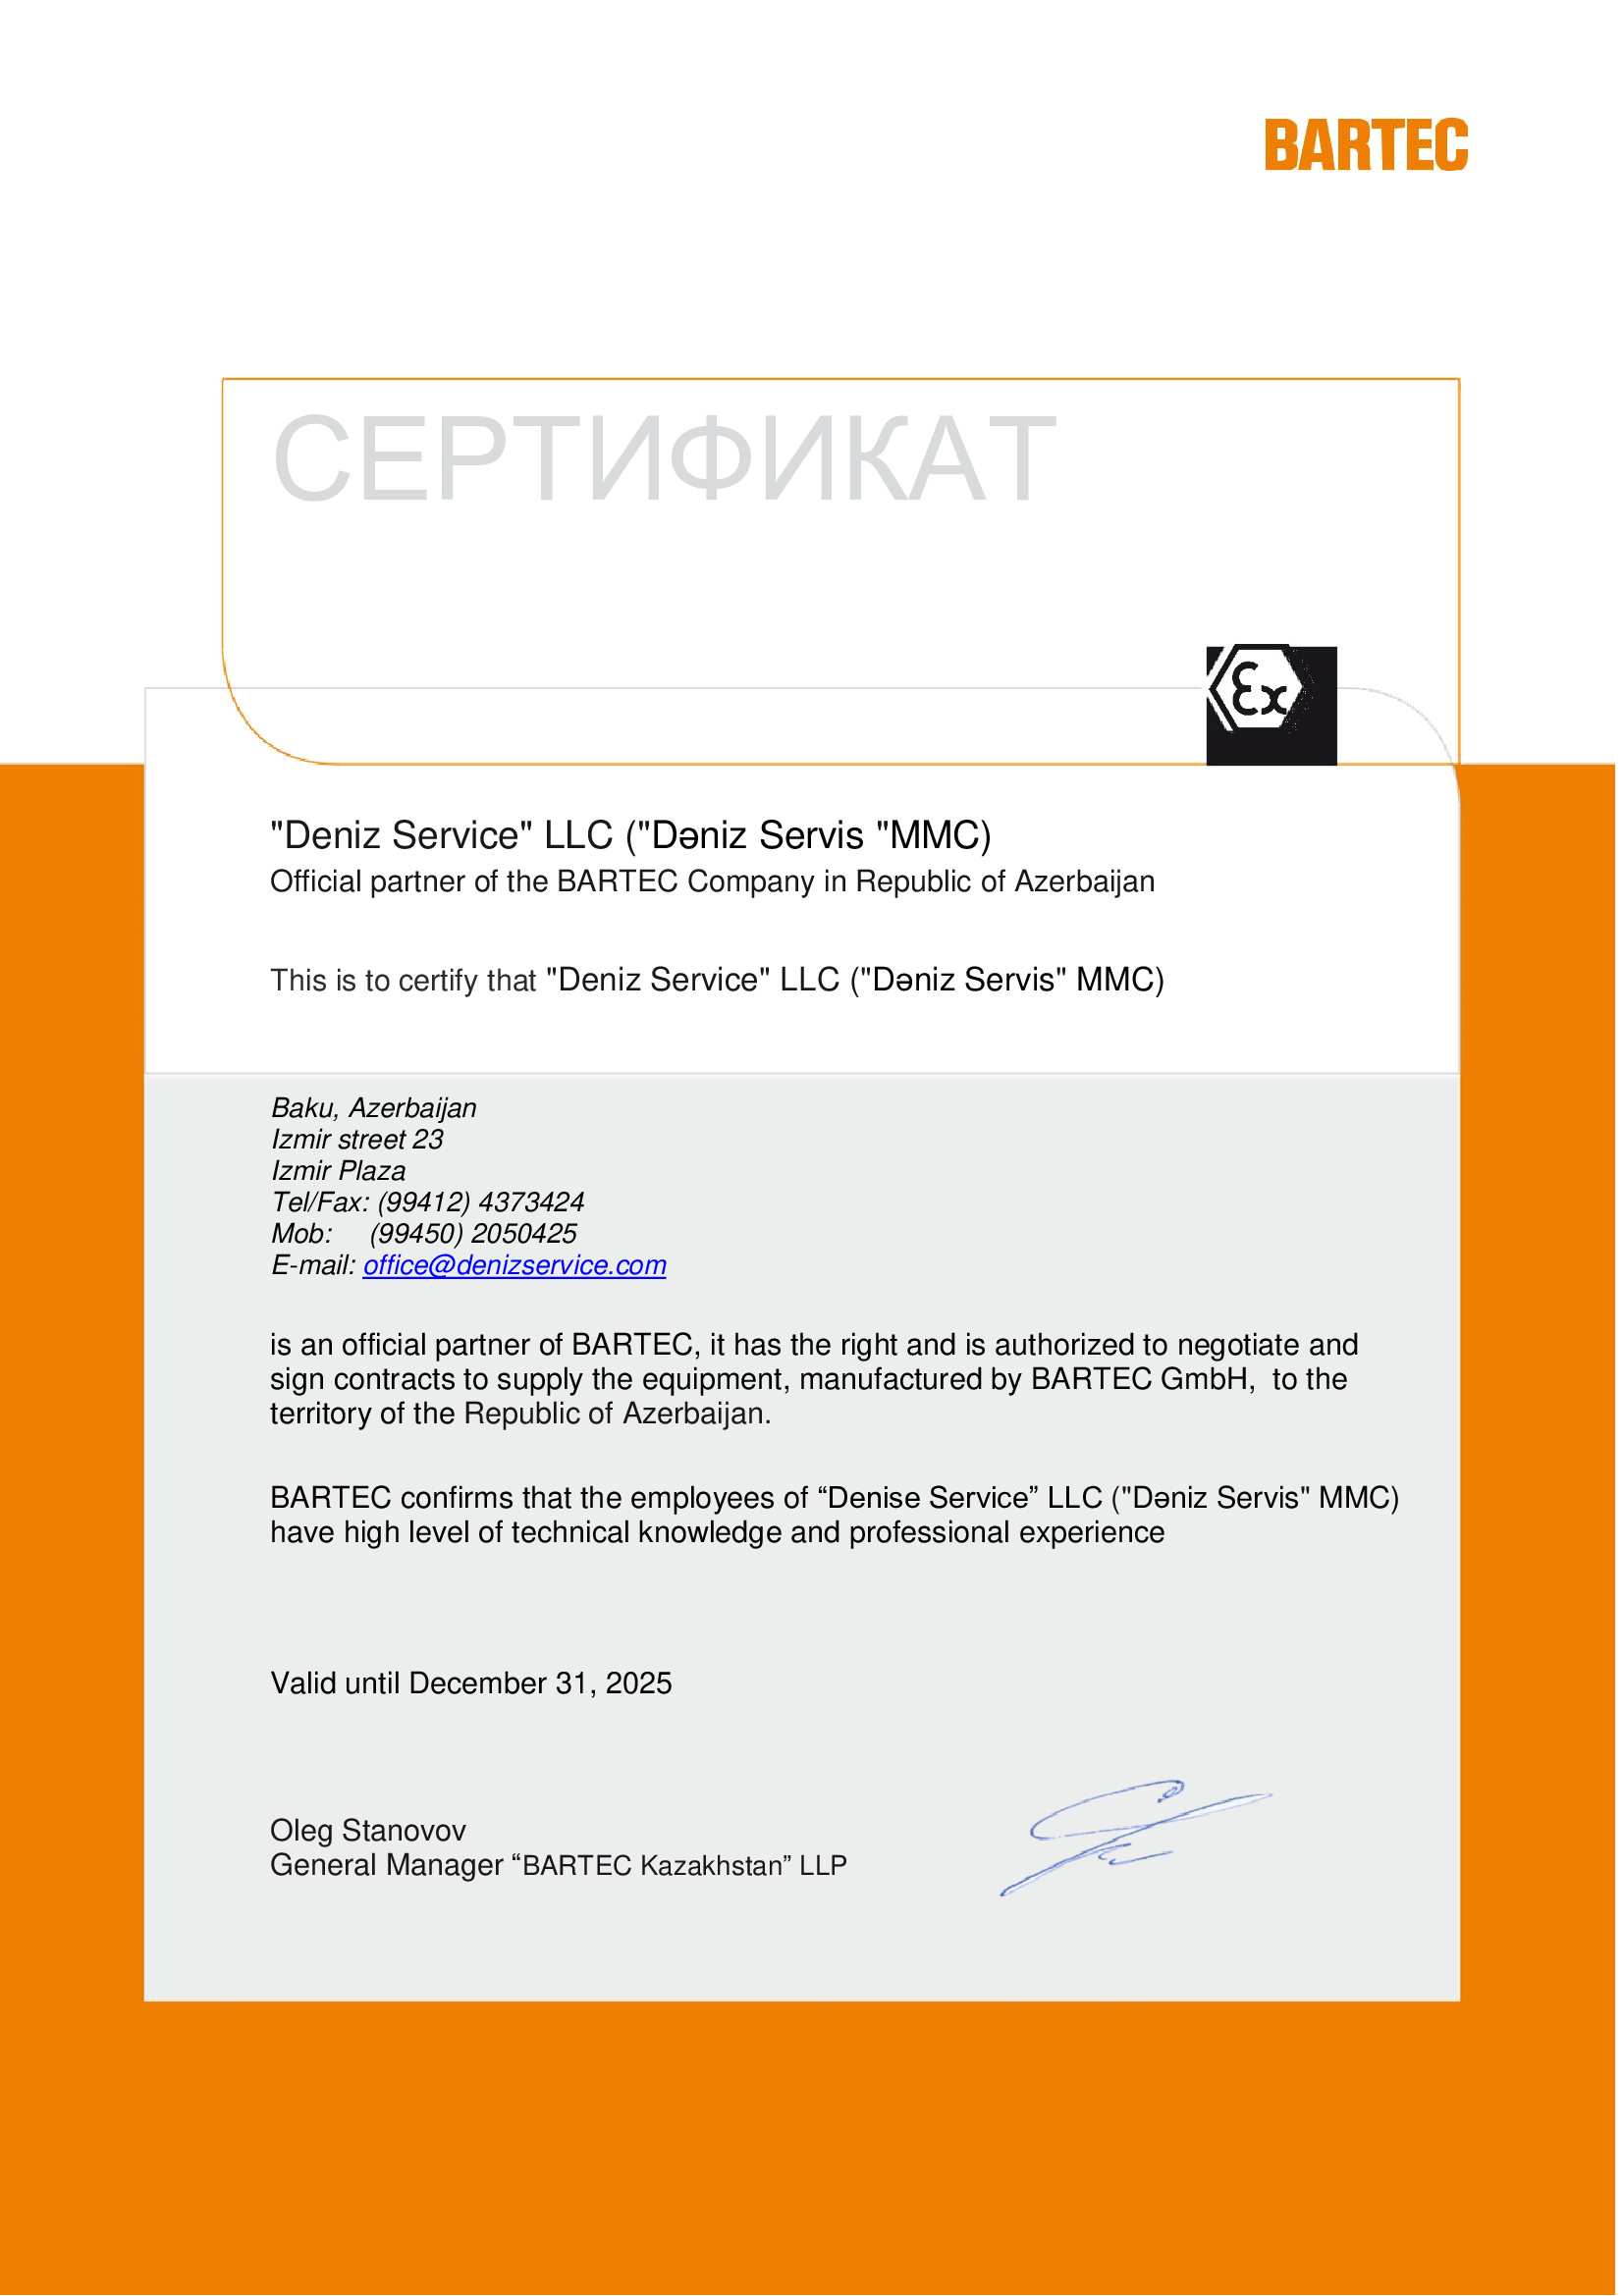 BARTEC
СЕРТИФИКАТ
Ex
"Deniz Service" LLC ("Dəniz Servis "MMC)
Official partner of the BARTEC Company in Republic of Azerbaijan
This is to certify that "Deniz Service" LLC ("Dəniz Servis" MMC)
Baku, Azerbaijan
Izmir street 23
Izmir Plaza
Tel/Fax: (99412) 4373424
Mob: (99450) 2050425
E-mail: office@denizservice.com
is an official partner of BARTEC, it has the right and is authorized to negotiate and
sign contracts to supply the equipment, manufactured by BARTEC GmbH, to the
territory of the Republic of Azerbaijan.
BARTEC confirms that the employees of “Denise Service” LLC ("Dəniz Servis" MMC)
have high level of technical knowledge and professional experience
Valid until December 31, 2025
Oleg Stanovov
General Manager “BARTEC Kazakhstan” LLP